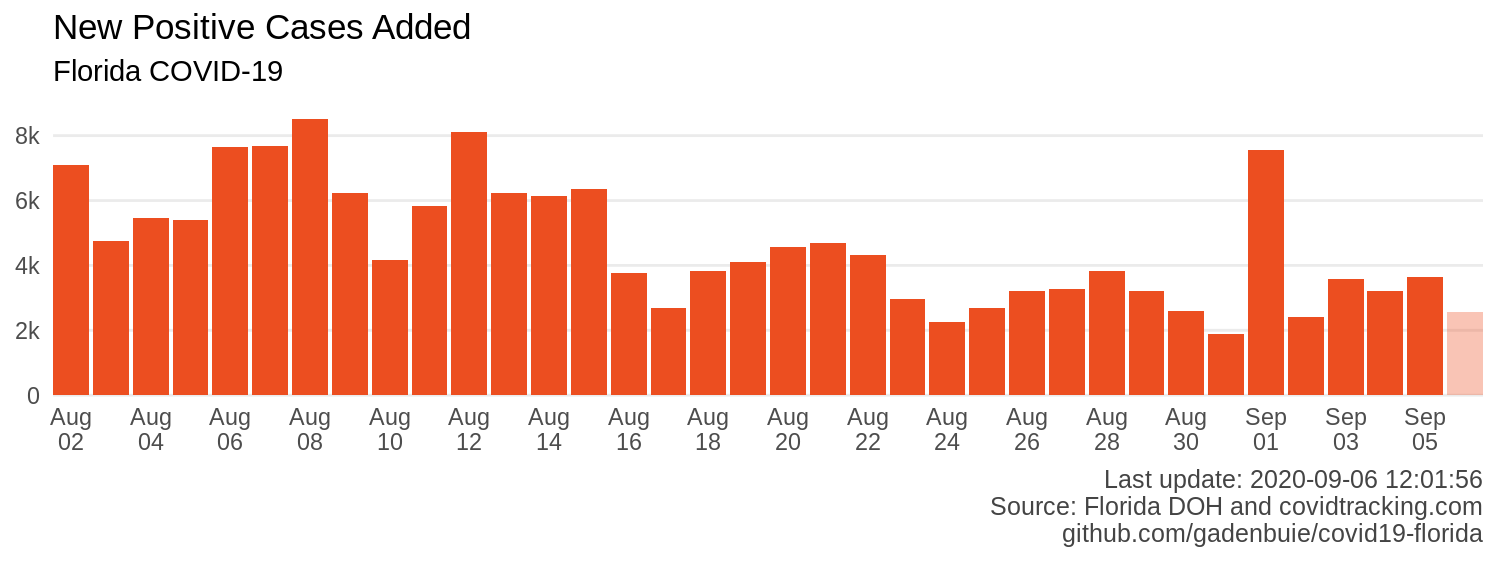 New Positive Cases Added
Florida COVID-19
8k
6k
4k
2k
0
Aug Aug Aug Aug Aug Aug Aug Aug Aug Aug Aug Aug Aug Aug Aug Sep Sep Sep
02 04 06 08 10 12 14 16 18 20 22 24 26 28 30 01 03 05
Last update: 2020-09-06 12:01:56
Source: Florida DOH and covidtracking.com
github.com/gadenbuie/covid19-florida